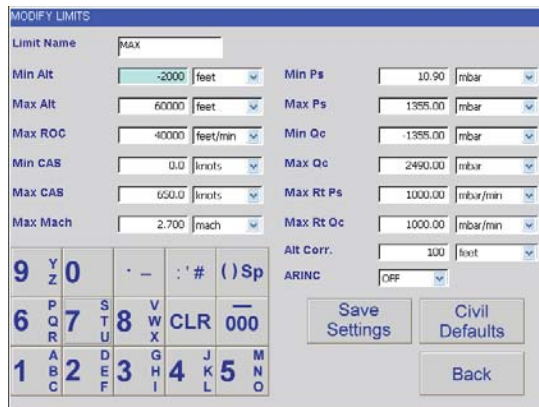 MODIFY LIMITS
Limit Name MAX
Min Alt -2000 feet
Max Alt 60000 feet
Max ROC 40000 feet/min
Min CAS 0.0 knots
Max CAS 650.0 knots
Max Mach 2.700 mach
Min Ps 10.90 mbar
Max Ps 1355.00 mbar
Min Qc -1355.00 mbar
Max Qc 2490.00 mbar
Max Rt Ps 1000.00 mbar/min
Max Rt Qc 1000.00 mbar/min
Alt Corr. 100 feet
ARINC OFF
9 Y Z 0 . – : ' # ( ) Sp
6 P Q R 7 S T U 8 V W X CLR 000
1 A B C 2 D E F 3 G H I 4 J K L 5 M N O
Save Settings
Civil Defaults
Back